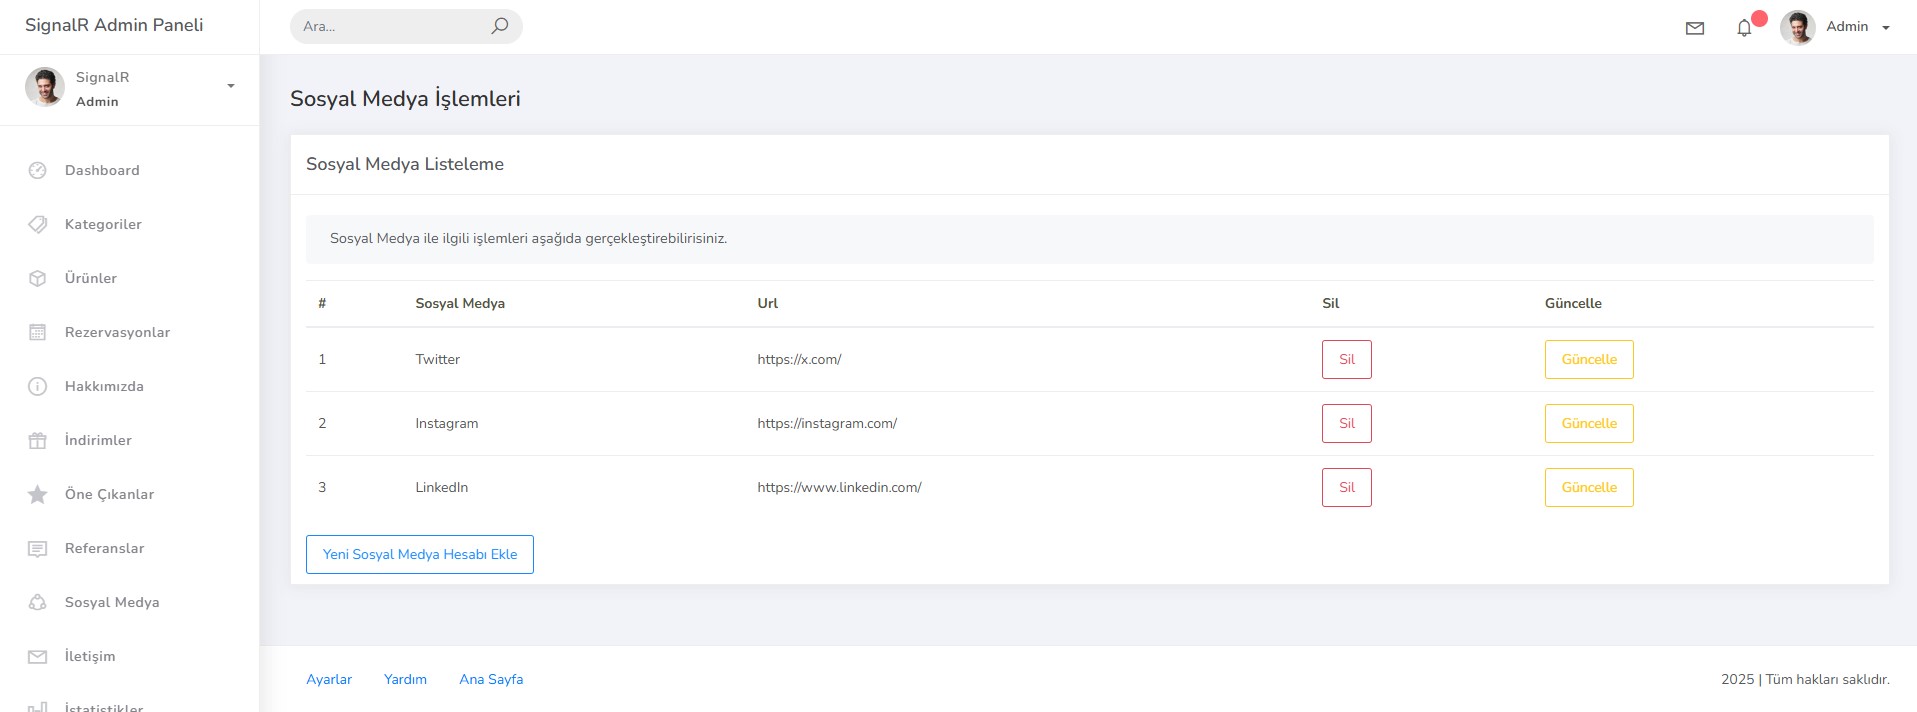 SignalR Admin Paneli
Ara...
Admin
SignalR
Admin
Dashboard
Kategoriler
Ürünler
Rezervasyonlar
Hakkımızda
İndirimler
Öne Çıkanlar
Referanslar
Sosyal Medya
İletişim
İstatistikler
Sosyal Medya İşlemleri
Sosyal Medya Listeleme
Sosyal Medya ile ilgili işlemleri aşağıda gerçekleştirebilirisiniz.
# Sosyal Medya Url Sil Güncelle
1 Twitter https://x.com/ Sil Güncelle
2 Instagram https://instagram.com/ Sil Güncelle
3 LinkedIn https://www.linkedin.com/ Sil Güncelle
Yeni Sosyal Medya Hesabı Ekle
Ayarlar Yardım Ana Sayfa 2025 | Tüm hakları saklıdır.